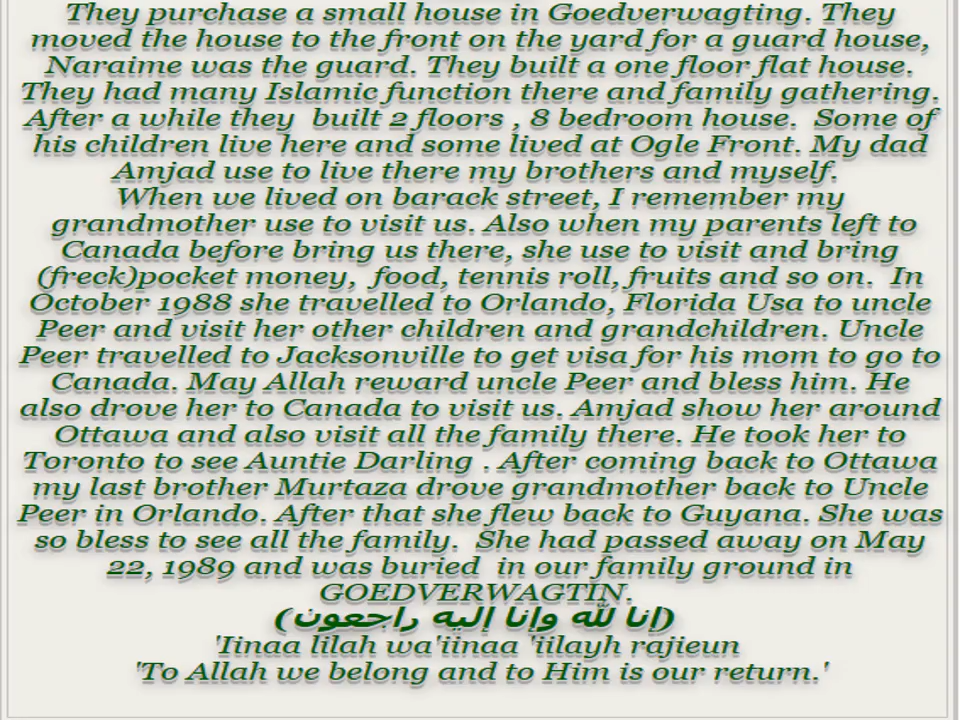 They purchase a small house in Goedverwagting. They
moved the house to the front on the yard for a guard house,
Naraime was the guard. They built a one floor flat house.
They had many Islamic function there and family gathering.
After a while they  built 2 floors , 8 bedroom house.  Some of
his children live here and some lived at Ogle Front. My dad
Amjad use to live there my brothers and myself.
When we lived on barack street, I remember my
grandmother use to visit us. Also when my parents left to
Canada before bring us there, she use to visit and bring
(freck)pocket money,  food, tennis roll,fruits and so on.  In
October 1988 she travelled to Orlando, Florida Usa to uncle
Peer and visit her other children and grandchildren. Uncle
Peer travelled to Jacksonville to get visa for his mom to go to
Canada. May Allah reward uncle Peer and bless him. He
also drove her to Canada to visit us. Amjad show her around
Ottawa and also visit all the family there. He took her to
Toronto to see Auntie Darling . After coming back to Ottawa
my last brother Murtaza drove grandmother back to Uncle
Peer in Orlando. After that she flew back to Guyana. She was
so bless to see all the family.  She had passed away on May
22, 1989 and was buried  in our family ground in
GOEDVERWAGTIN.
(إنا لله وإنا إليه راجعون)
'Iinaa lilah wa'iinaa 'iilayh rajieun
'To Allah we belong and to Him is our return.'